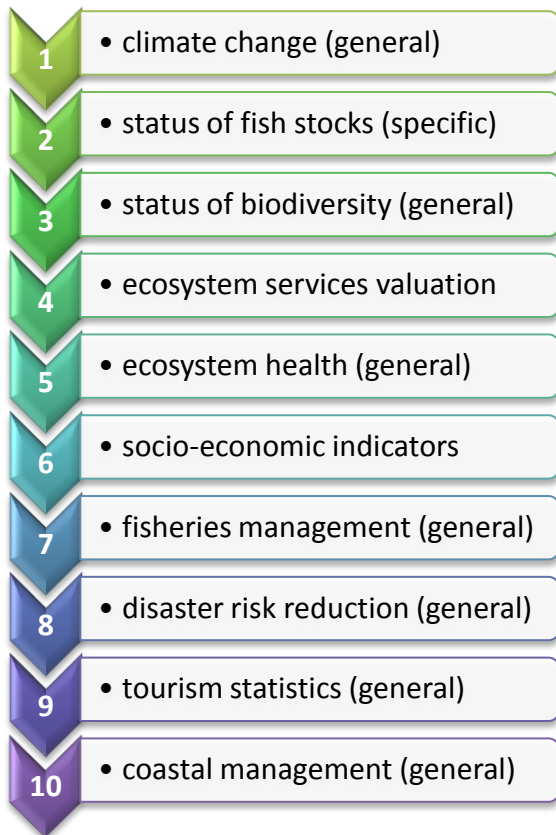 1 • climate change (general)
2 • status of fish stocks (specific)
3 • status of biodiversity (general)
4 • ecosystem services valuation
5 • ecosystem health (general)
6 • socio-economic indicators
7 • fisheries management (general)
8 • disaster risk reduction (general)
9 • tourism statistics (general)
10 • coastal management (general)